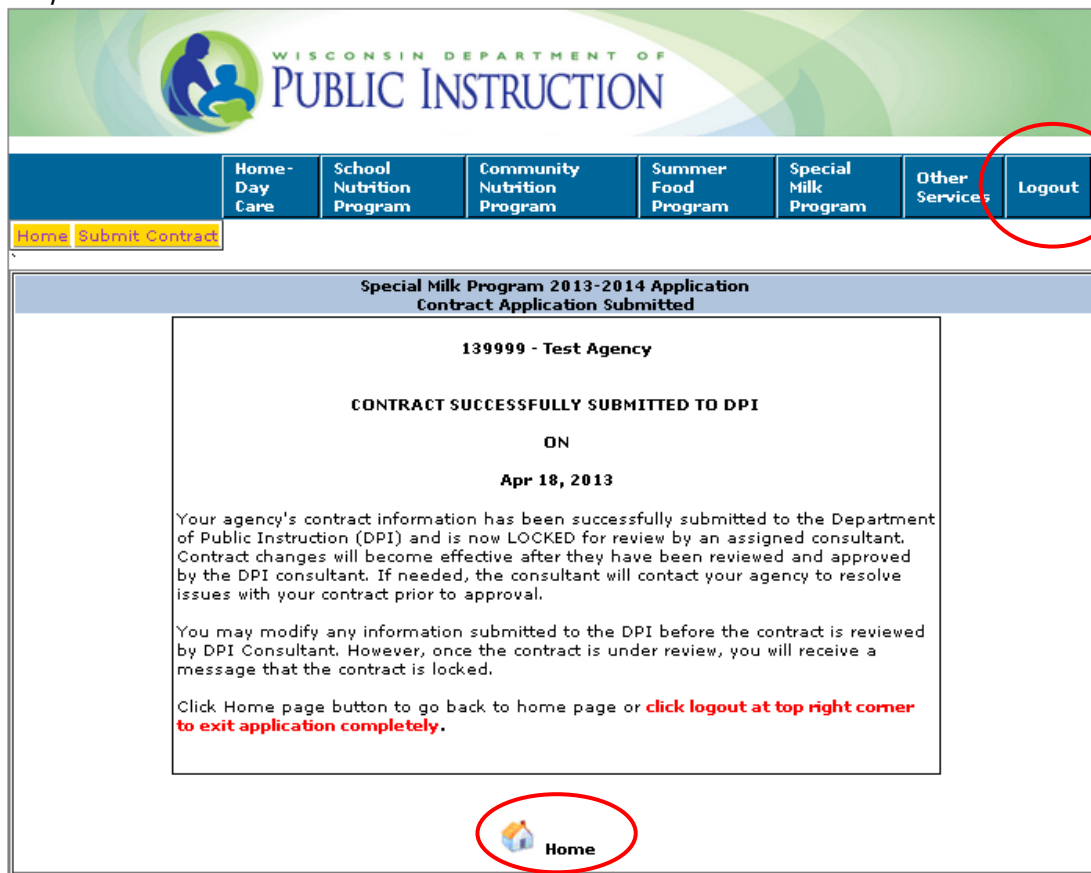 WISCONSIN DEPARTMENT OF
PUBLIC INSTRUCTION
Home-Day Care
School Nutrition Program
Community Nutrition Program
Summer Food Program
Special Milk Program
Other Services
Logout
Home Submit Contract
Special Milk Program 2013-2014 Application
Contract Application Submitted
139999 - Test Agency
CONTRACT SUCCESSFULLY SUBMITTED TO DPI
ON
Apr 18, 2013
Your agency's contract information has been successfully submitted to the Department
of Public Instruction (DPI) and is now LOCKED for review by an assigned consultant.
Contract changes will become effective after they have been reviewed and approved
by the DPI consultant. If needed, the consultant will contact your agency to resolve
issues with your contract prior to approval.
You may modify any information submitted to the DPI before the contract is reviewed
by DPI Consultant. However, once the contract is under review, you will receive a
message that the contract is locked.
Click Home page button to go back to home page or click logout at top right corner
to exit application completely.
Home